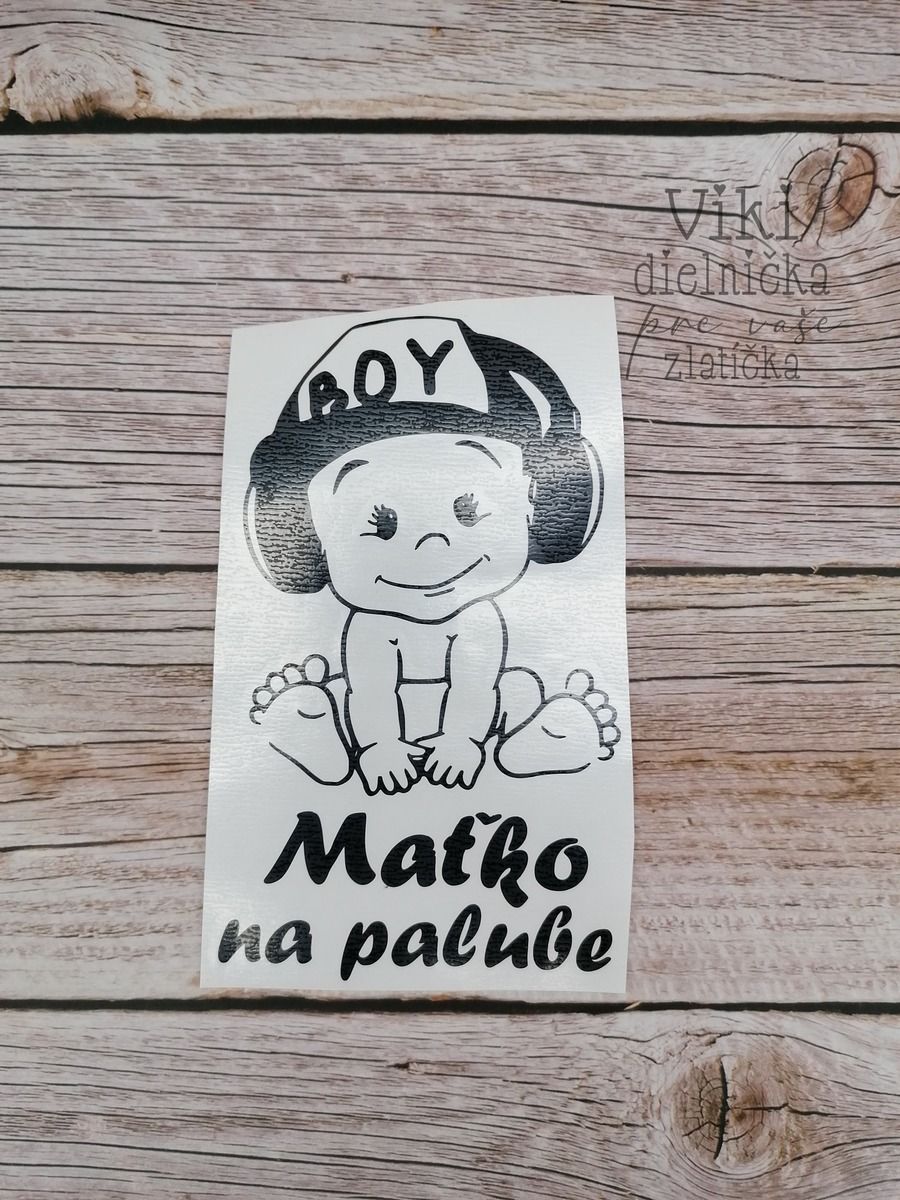 Viki
dielnička
pre vaše
zlatíčka
BOY
Maťko
na palube